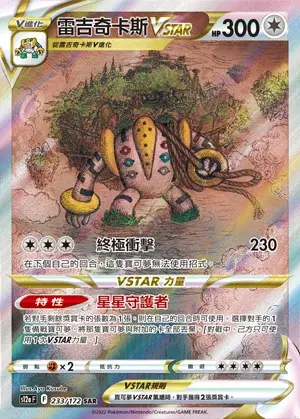 V進化
雷吉奇卡斯VSTAR
HP 300
從雷吉奇卡斯V進化
終極衝擊 230
在下個自己的回合,這隻寶可夢無法使用招式。
VSTAR 力量
特性 星星守護者
若對手剩餘獎賞卡的張數為1張,則在自己的回合時可使用。選擇對手的1
隻備戰寶可夢,將那隻寶可夢與附加的卡全部丟棄。[對戰中,己方只可使用
1次VSTAR力量。]
弱點 ×2 抵抗力 撤退
Illus. Ayu Kusube
VSTAR規則
s12a F F 233/172 SAR
寶可夢VSTAR【氣絕】時,對手獲得2張獎賞卡。
©2022 Pokémon/Nintendo/Creatures/GAME FREAK.